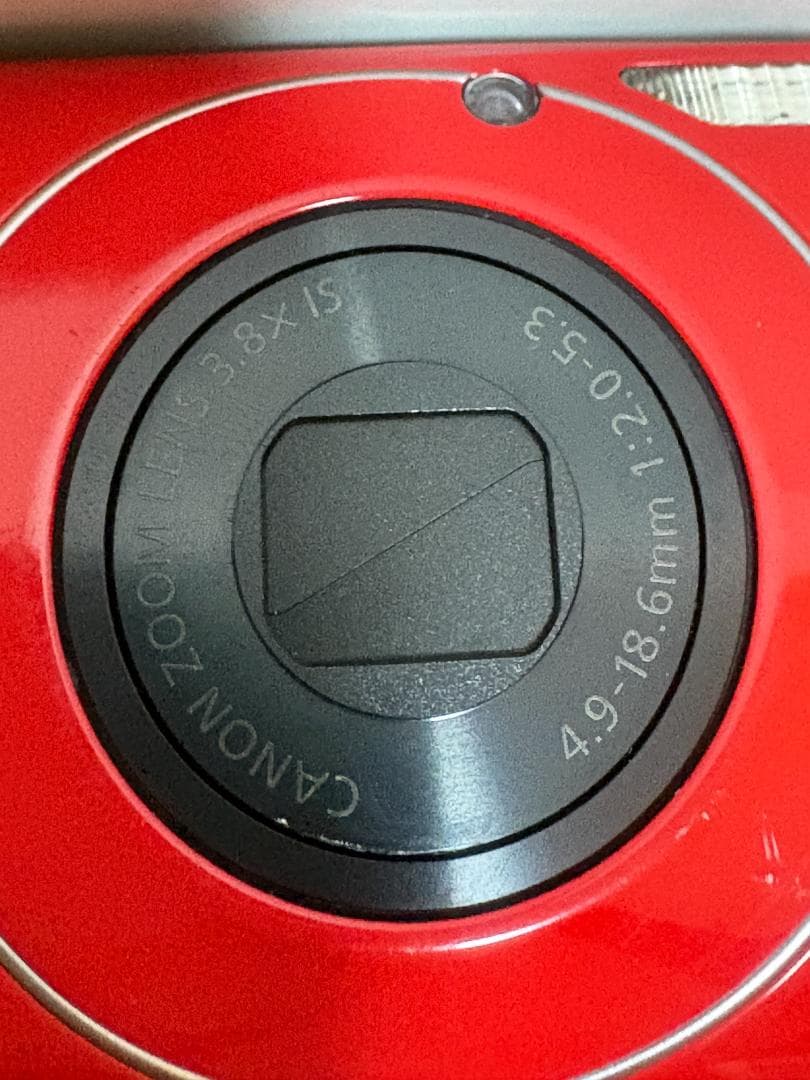 CANON ZOOM LENS 3.8x IS
4.9-18.6mm 1:2.0-5.3